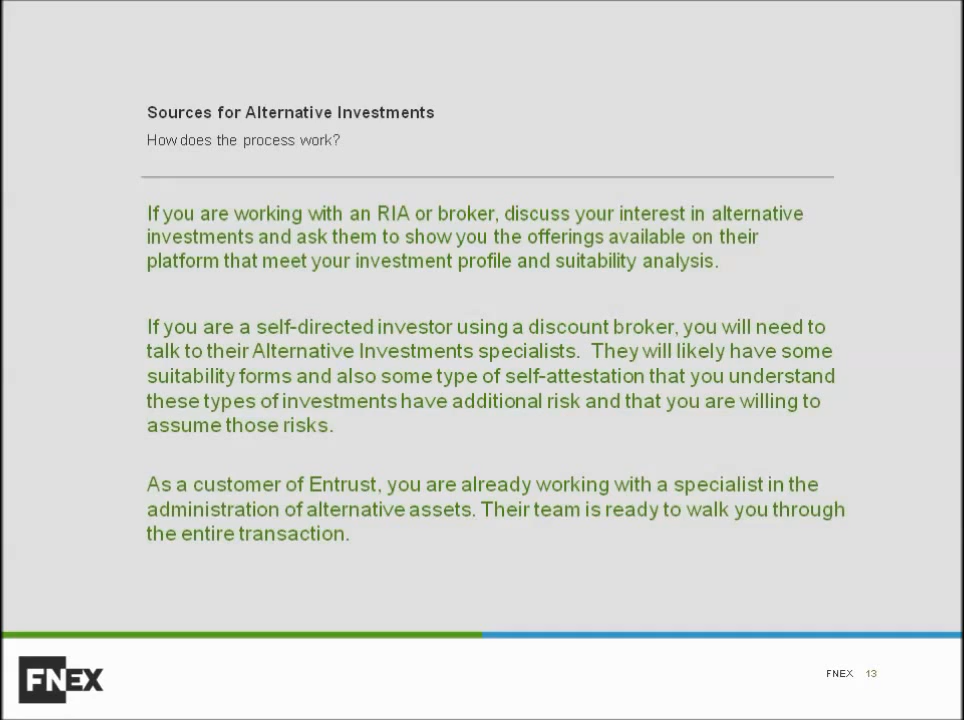 Sources for Alternative Investments
How does the process work?
If you are working with an RIA or broker, discuss your interest in alternative
investments and ask them to show you the offerings available on their
platform that meet your investment profile and suitability analysis.
If you are a self-directed investor using a discount broker, you will need to
talk to their Alternative Investments specialists.  They will likely have some
suitability forms and also some type of self-attestation that you understand
these types of investments have additional risk and that you are willing to
assume those risks.
As a customer of Entrust, you are already working with a specialist in the
administration of alternative assets. Their team is ready to walk you through
the entire transaction.
FNEX
FNEX 13